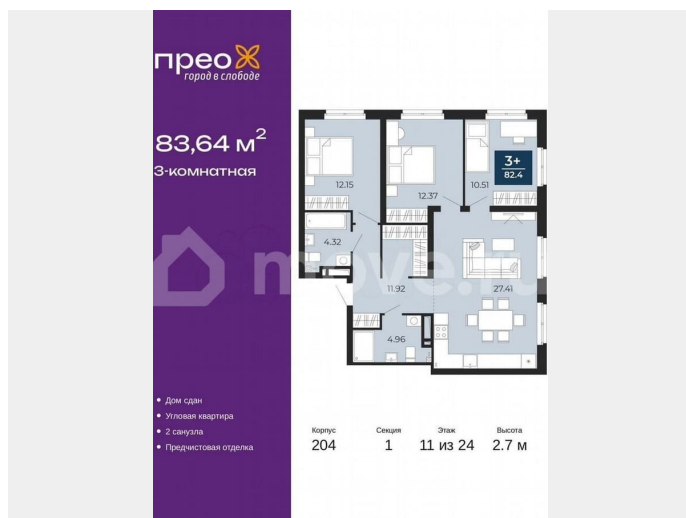 прео
город в слободе
83,64 м²
3-комнатная
3+
82.4
12.15
12.37
10.51
4.32
11.92
27.41
4.96
move.ru
Дом сдан
Угловая квартира
2 санузла
Предчистовая отделка
Корпус Секция Этаж Высота
204 1 11 из 24 2.7 м